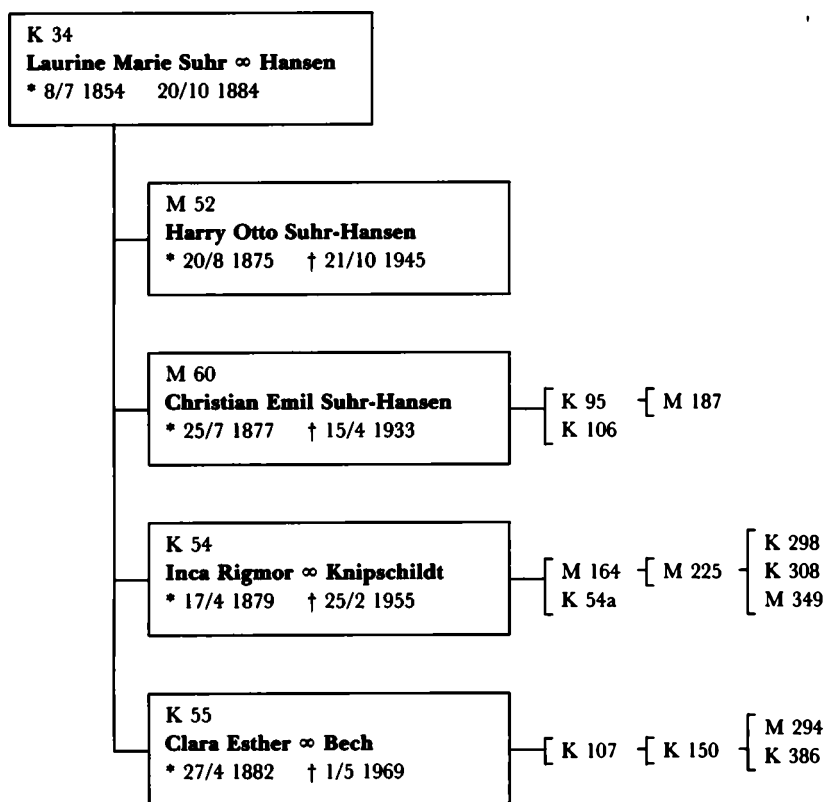 K 34
Laurine Marie Suhr ∞ Hansen
* 8/7 1854 20/10 1884
M 52
Harry Otto Suhr-Hansen
* 20/8 1875 † 21/10 1945
M 60
Christian Emil Suhr-Hansen
* 25/7 1877 † 15/4 1933
K 95 M 187
K 106
K 54
Inca Rigmor ∞ Knipschildt
* 17/4 1879 † 25/2 1955
K 298
M 164 M 225 K 308
K 54a M 349
K 55
Clara Esther ∞ Bech
* 27/4 1882 † 1/5 1969
M 294
K 107 K 150
K 386